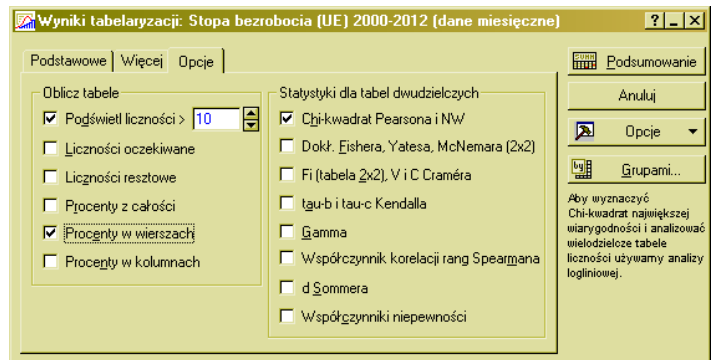 Wyniki tabelaryzacji: Stopa bezrobocia (UE) 2000-2012 (dane miesięczne)
Podstawowe
Więcej
Opcje
Oblicz tabele
Podświetl liczności > 10
Liczności oczekiwane
Liczności resztowe
Procenty z całości
Procenty w wierszach
Procenty w kolumnach
Statystyki dla tabel dwudzielczych
Chi-kwadrat Pearsona i NW
Dokł. Fishera, Yatesa, McNemara (2x2)
Fi (tabela 2x2), V i C Craméra
tau-b i tau-c Kendalla
Gamma
Współczynnik korelacji rang Spearmana
d Sommera
Współczynniki niepewności
SUMM
Podsumowanie
Anuluj
Opcje
by
Grupami...
Aby wyznaczyć
Chi-kwadrat największej
wiarygodności i analizować
wielodzielcze tabele
liczności używamy analizy
logliniowej.